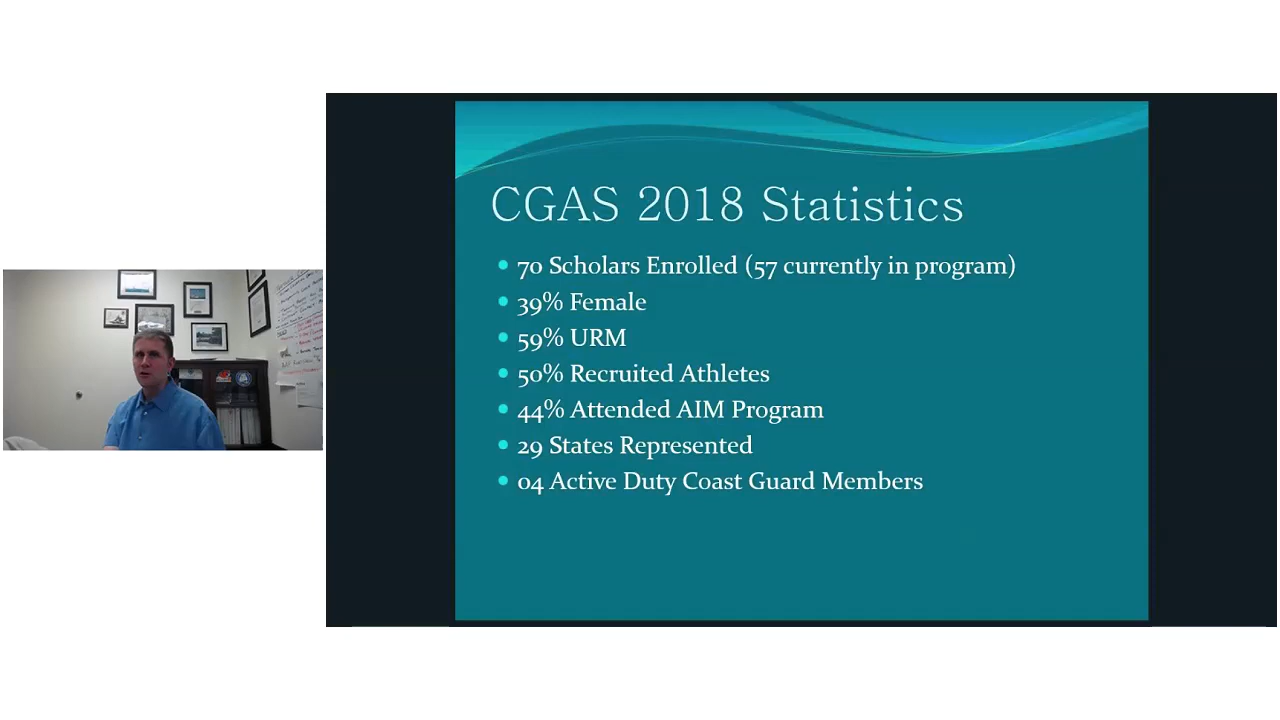 CGAS 2018 Statistics
70 Scholars Enrolled (57 currently in program)
39% Female
59% URM
50% Recruited Athletes
44% Attended AIM Program
29 States Represented
04 Active Duty Coast Guard Members